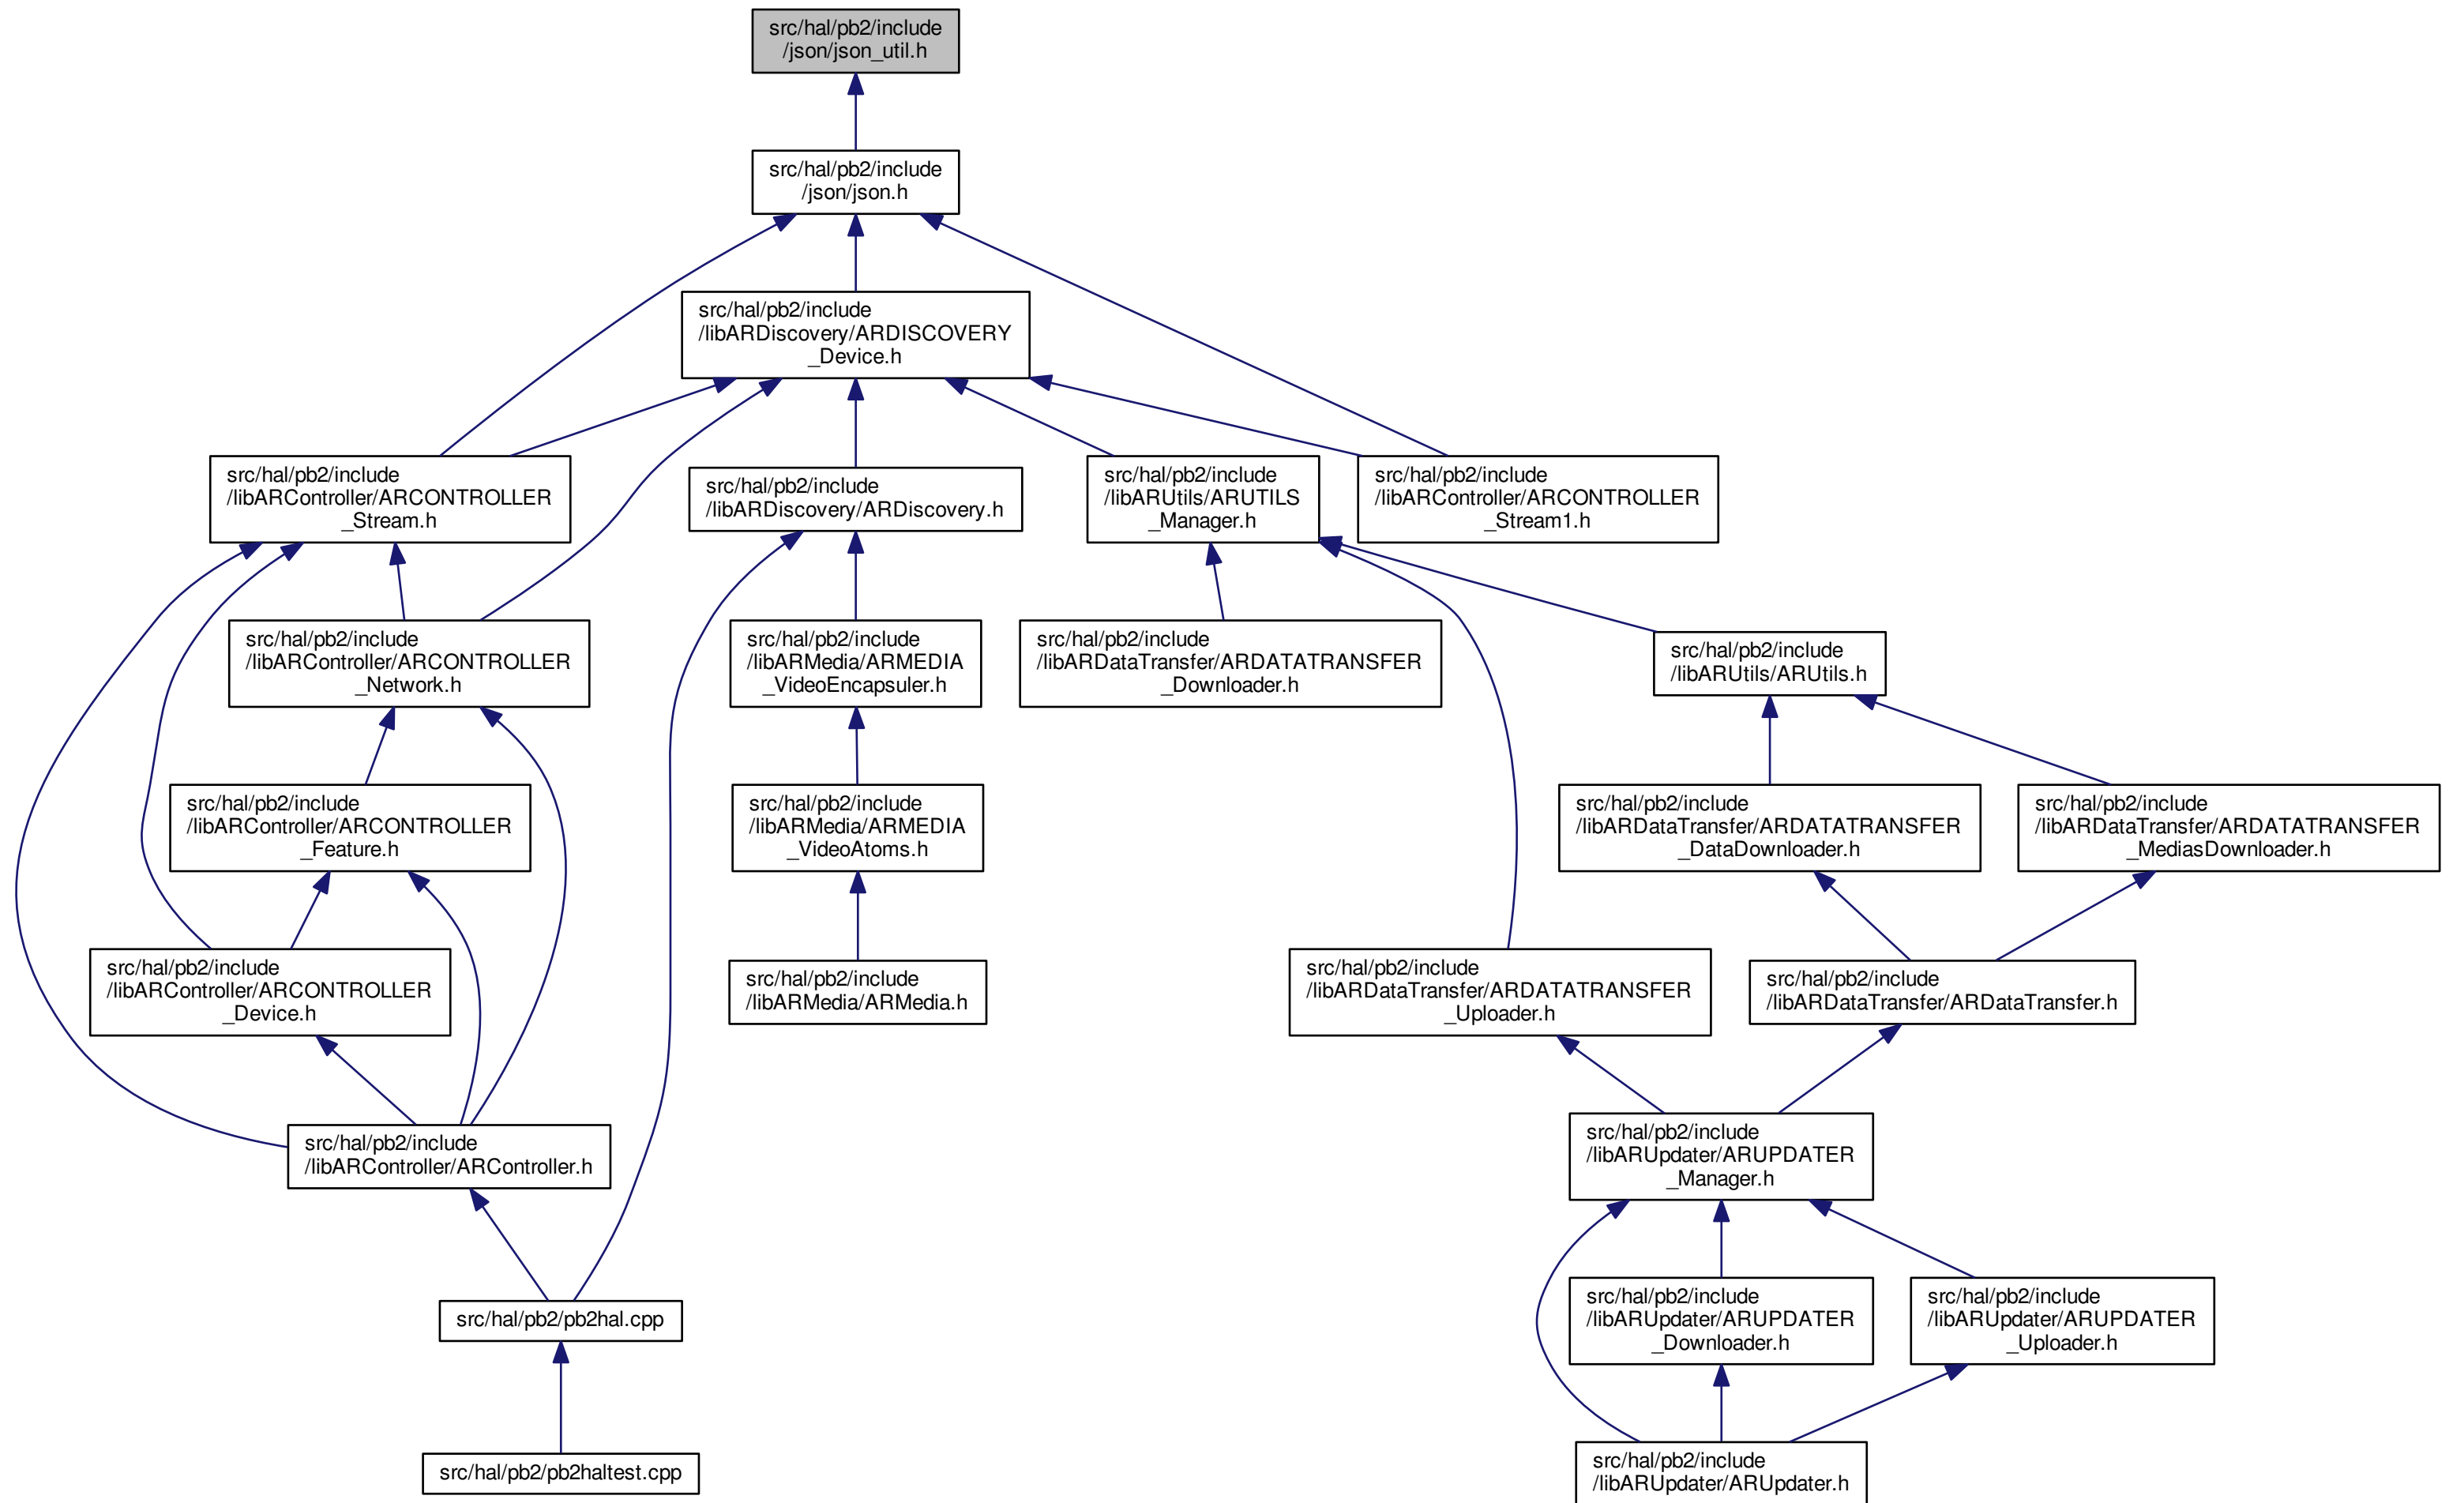 src/hal/pb2/include
/json/json_util.h
src/hal/pb2/include
/json/json.h
src/hal/pb2/include
/libARDiscovery/ARDISCOVERY
_Device.h
src/hal/pb2/include
/libARController/ARCONTROLLER
_Stream.h
src/hal/pb2/include
/libARDiscovery/ARDiscovery.h
src/hal/pb2/include
/libARUtils/ARUTILS
_Manager.h
src/hal/pb2/include
/libARController/ARCONTROLLER
_Stream1.h
src/hal/pb2/include
/libARController/ARCONTROLLER
_Network.h
src/hal/pb2/include
/libARMedia/ARMEDIA
_VideoEncapsuler.h
src/hal/pb2/include
/libARDataTransfer/ARDATATRANSFER
_Downloader.h
src/hal/pb2/include
/libARUtils/ARUtils.h
src/hal/pb2/include
/libARController/ARCONTROLLER
_Feature.h
src/hal/pb2/include
/libARMedia/ARMEDIA
_VideoAtoms.h
src/hal/pb2/include
/libARDataTransfer/ARDATATRANSFER
_DataDownloader.h
src/hal/pb2/include
/libARDataTransfer/ARDATATRANSFER
_MediasDownloader.h
src/hal/pb2/include
/libARController/ARCONTROLLER
_Device.h
src/hal/pb2/include
/libARMedia/ARMedia.h
src/hal/pb2/include
/libARDataTransfer/ARDATATRANSFER
_Uploader.h
src/hal/pb2/include
/libARDataTransfer/ARDataTransfer.h
src/hal/pb2/include
/libARController/ARController.h
src/hal/pb2/include
/libARUpdater/ARUPDATER
_Manager.h
src/hal/pb2/pb2hal.cpp
src/hal/pb2/include
/libARUpdater/ARUPDATER
_Downloader.h
src/hal/pb2/include
/libARUpdater/ARUPDATER
_Uploader.h
src/hal/pb2/pb2haltest.cpp
src/hal/pb2/include
/libARUpdater/ARUpdater.h